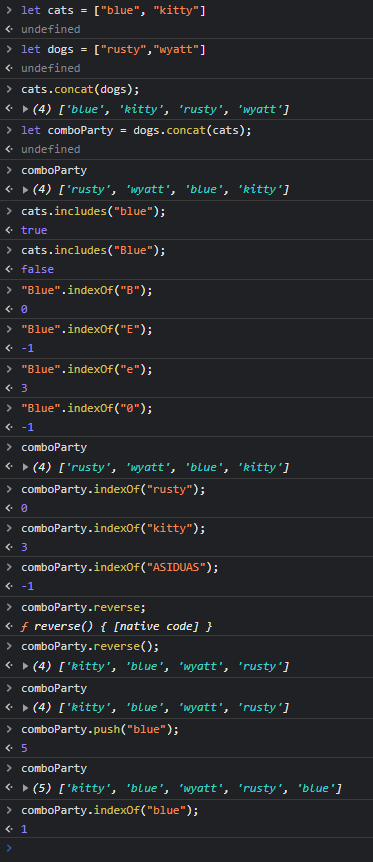 > let cats = ["blue", "kitty"]
<· undefined
> let dogs = ["rusty","wyatt"]
<· undefined
> cats.concat(dogs);
<· ▶(4) ['blue', 'kitty', 'rusty', 'wyatt']
> let comboParty = dogs.concat(cats);
<· undefined
> comboParty
<· ▶(4) ['rusty', 'wyatt', 'blue', 'kitty']
> cats.includes("blue");
<· true
> cats.includes("Blue");
<· false
> "Blue".indexOf("B");
<· 0
> "Blue".indexOf("E");
<· -1
> "Blue".indexOf("e");
<· 3
> "Blue".indexOf("0");
<· -1
> comboParty
<· ▶(4) ['rusty', 'wyatt', 'blue', 'kitty']
> comboParty.indexOf("rusty");
<· 0
> comboParty.indexOf("kitty");
<· 3
> comboParty.indexOf("ASIDUAS");
<· -1
> comboParty.reverse;
<· ƒ reverse() { [native code] }
> comboParty.reverse();
<· ▶(4) ['kitty', 'blue', 'wyatt', 'rusty']
> comboParty
<· ▶(4) ['kitty', 'blue', 'wyatt', 'rusty']
> comboParty.push("blue");
<· 5
> comboParty
<· ▶(5) ['kitty', 'blue', 'wyatt', 'rusty', 'blue']
> comboParty.indexOf("blue");
<· 1
>